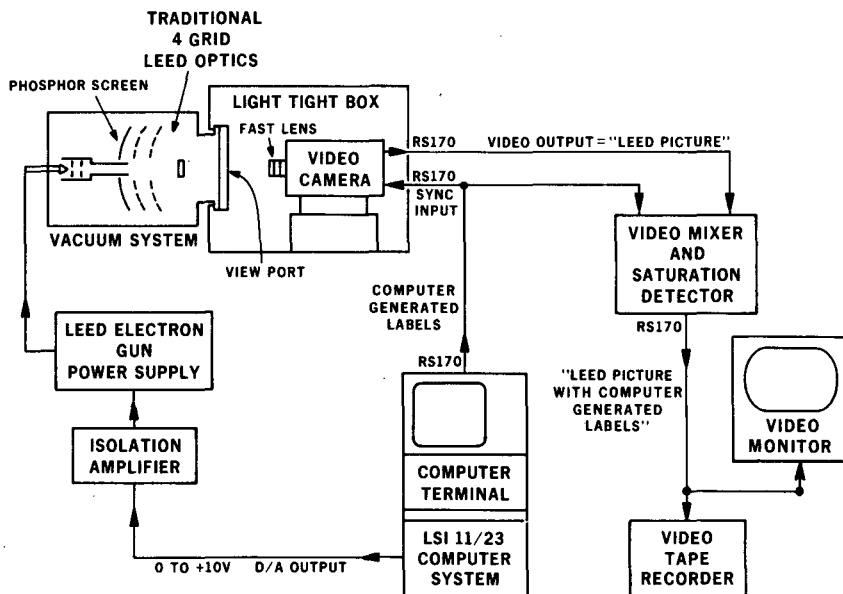 TRADITIONAL
4 GRID
LEED OPTICS
PHOSPHOR SCREEN
LIGHT TIGHT BOX
FAST LENS
VIDEO
CAMERA
RS170
VIDEO OUTPUT = "LEED PICTURE"
RS170
SYNC
INPUT
VACUUM SYSTEM
VIEW PORT
VIDEO MIXER
AND
SATURATION
DETECTOR
COMPUTER
GENERATED
LABELS
RS170
RS170
LEED ELECTRON
GUN
POWER SUPPLY
"LEED PICTURE
WITH COMPUTER
GENERATED
LABELS"
VIDEO
MONITOR
ISOLATION
AMPLIFIER
COMPUTER
TERMINAL
LSI 11/23
COMPUTER
SYSTEM
0 TO +10V D/A OUTPUT
VIDEO
TAPE
RECORDER